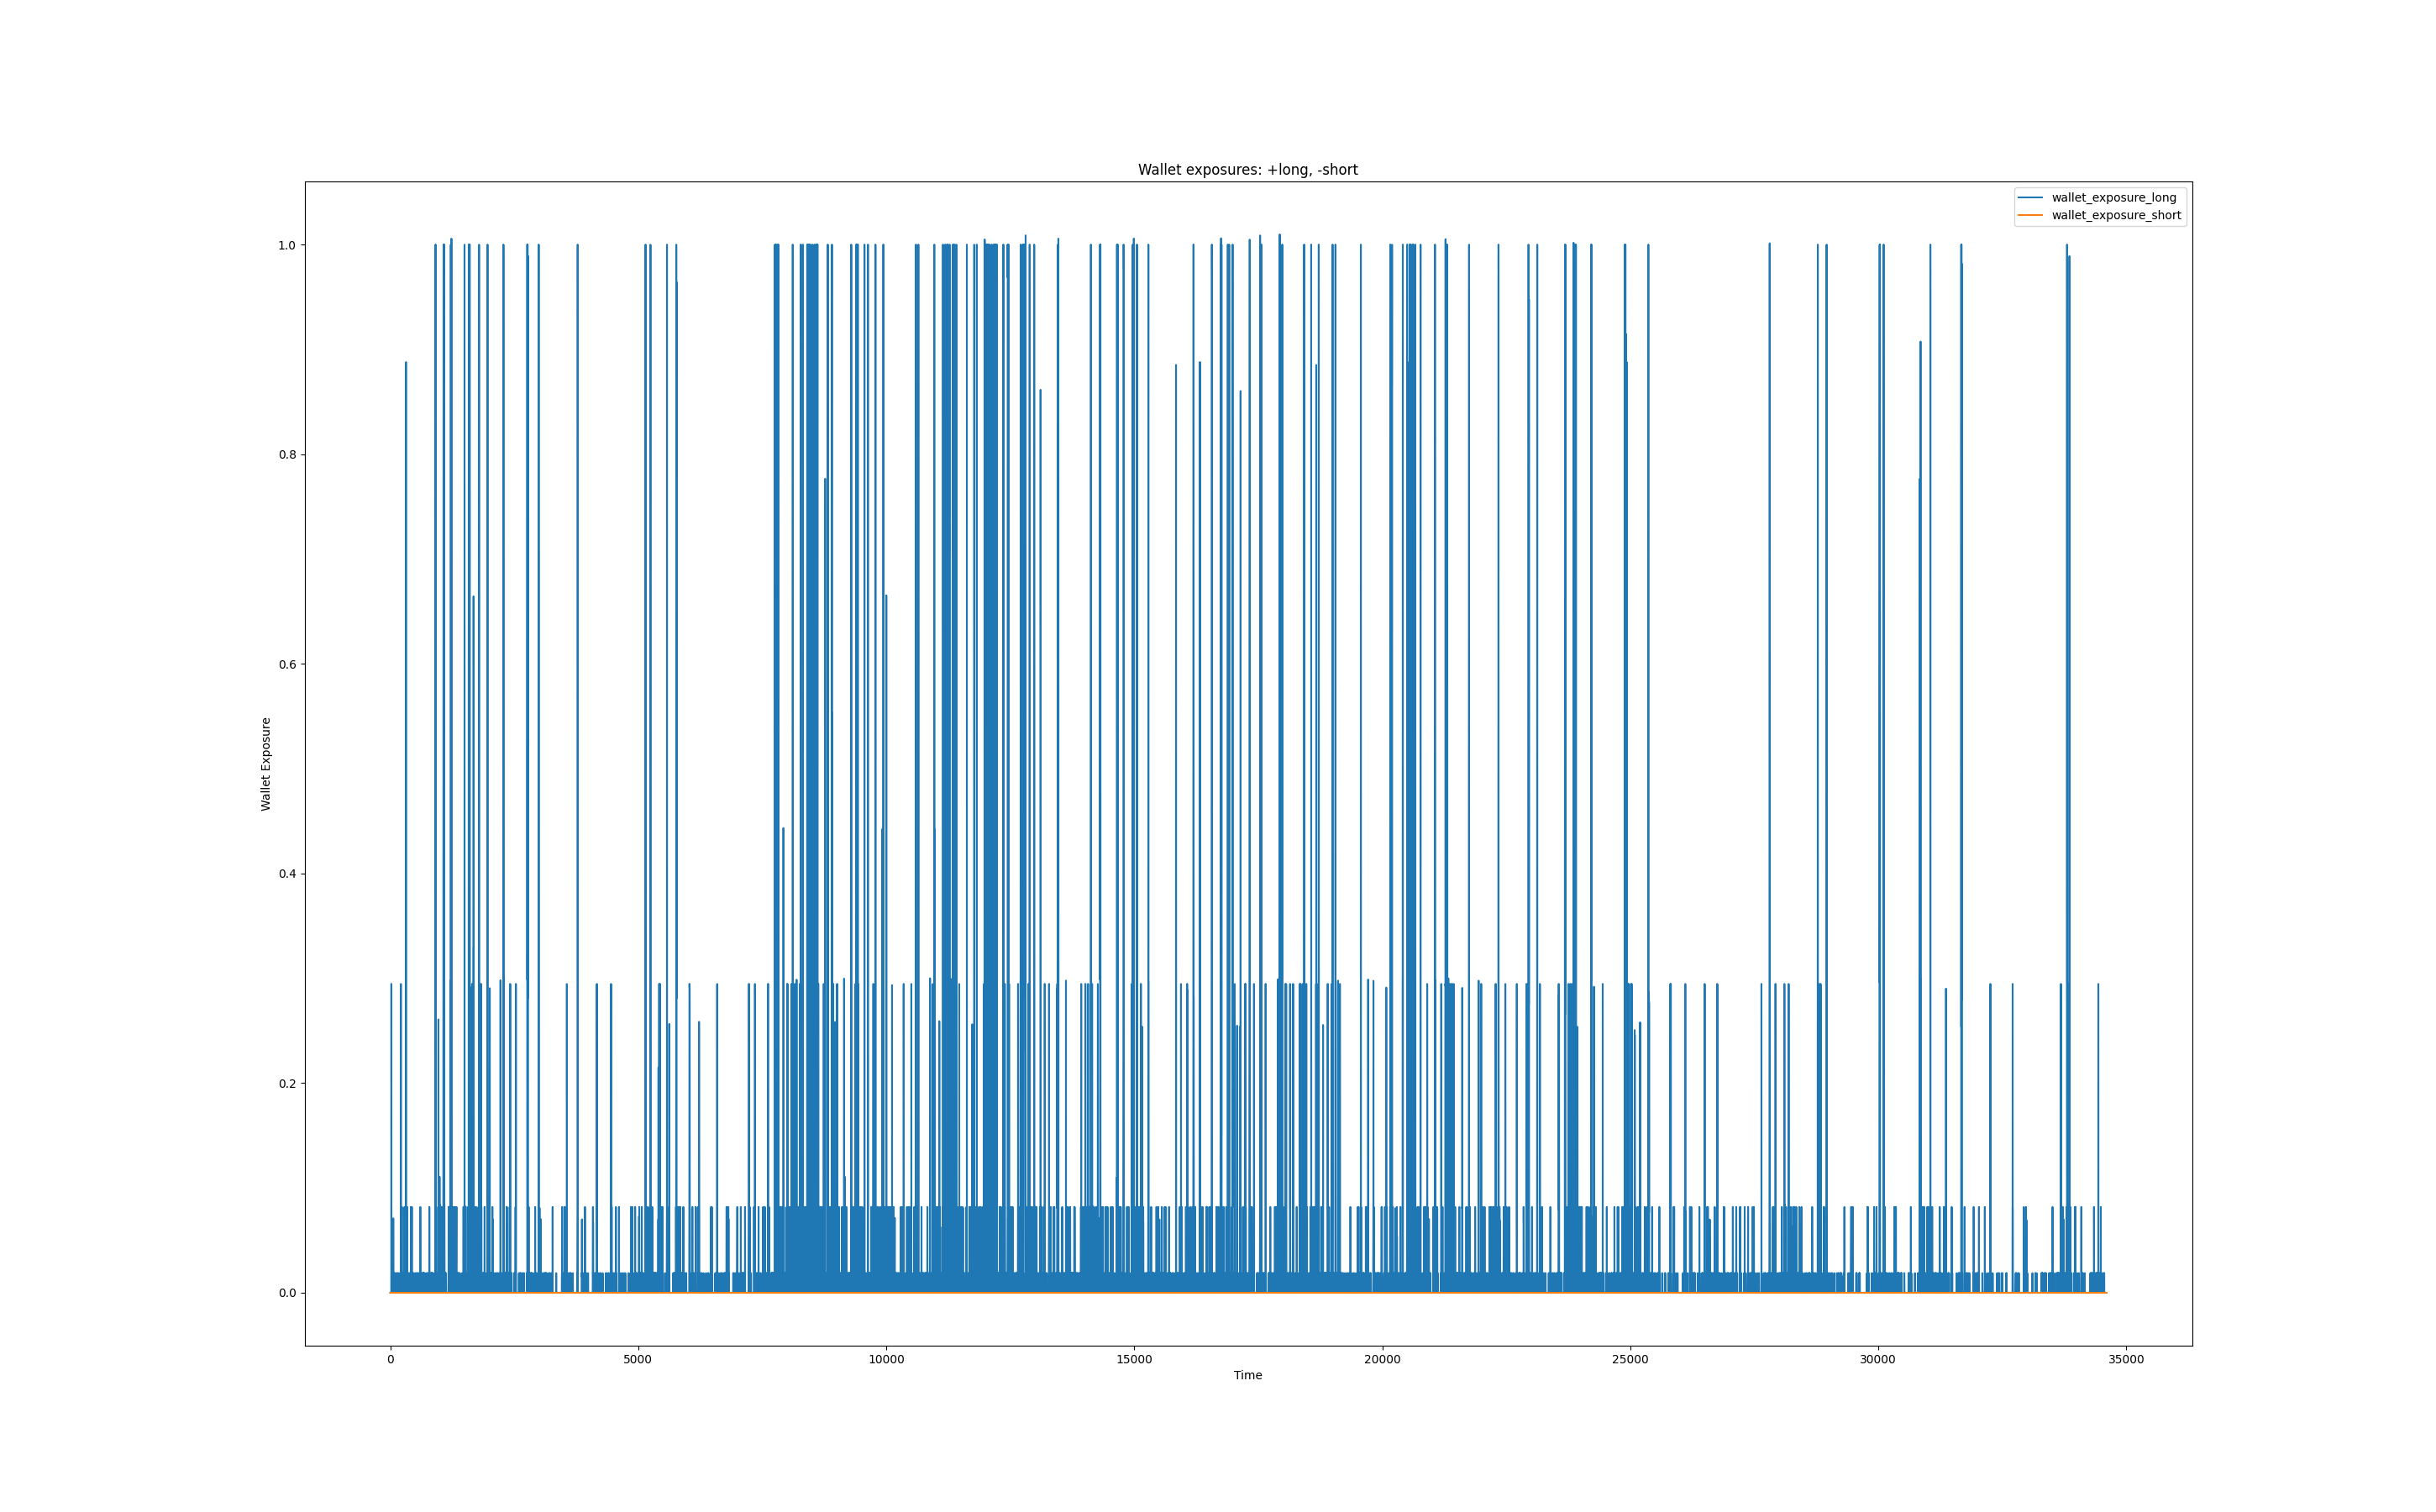 Wallet exposures: +long, -short
wallet_exposure_long
wallet_exposure_short
1.0
0.8
0.6
0.4
0.2
0.0
Wallet Exposure
0 5000 10000 15000 20000 25000 30000 35000
Time